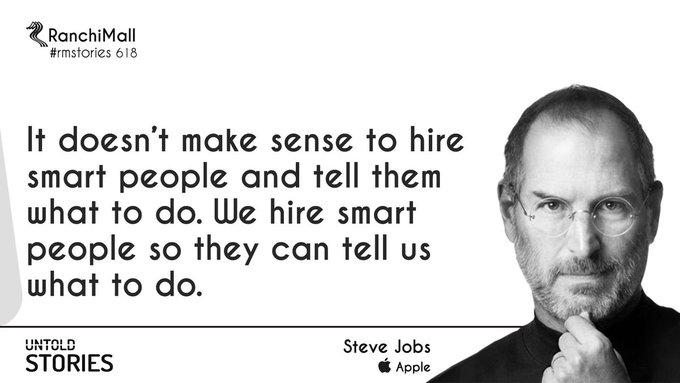 RanchiMall
#rmstories 618
It doesn't make sense to hire
smart people and tell them
what to do. We hire smart
people so they can tell us
what to do.
UNTOLD
STORIES
Steve Jobs
Apple